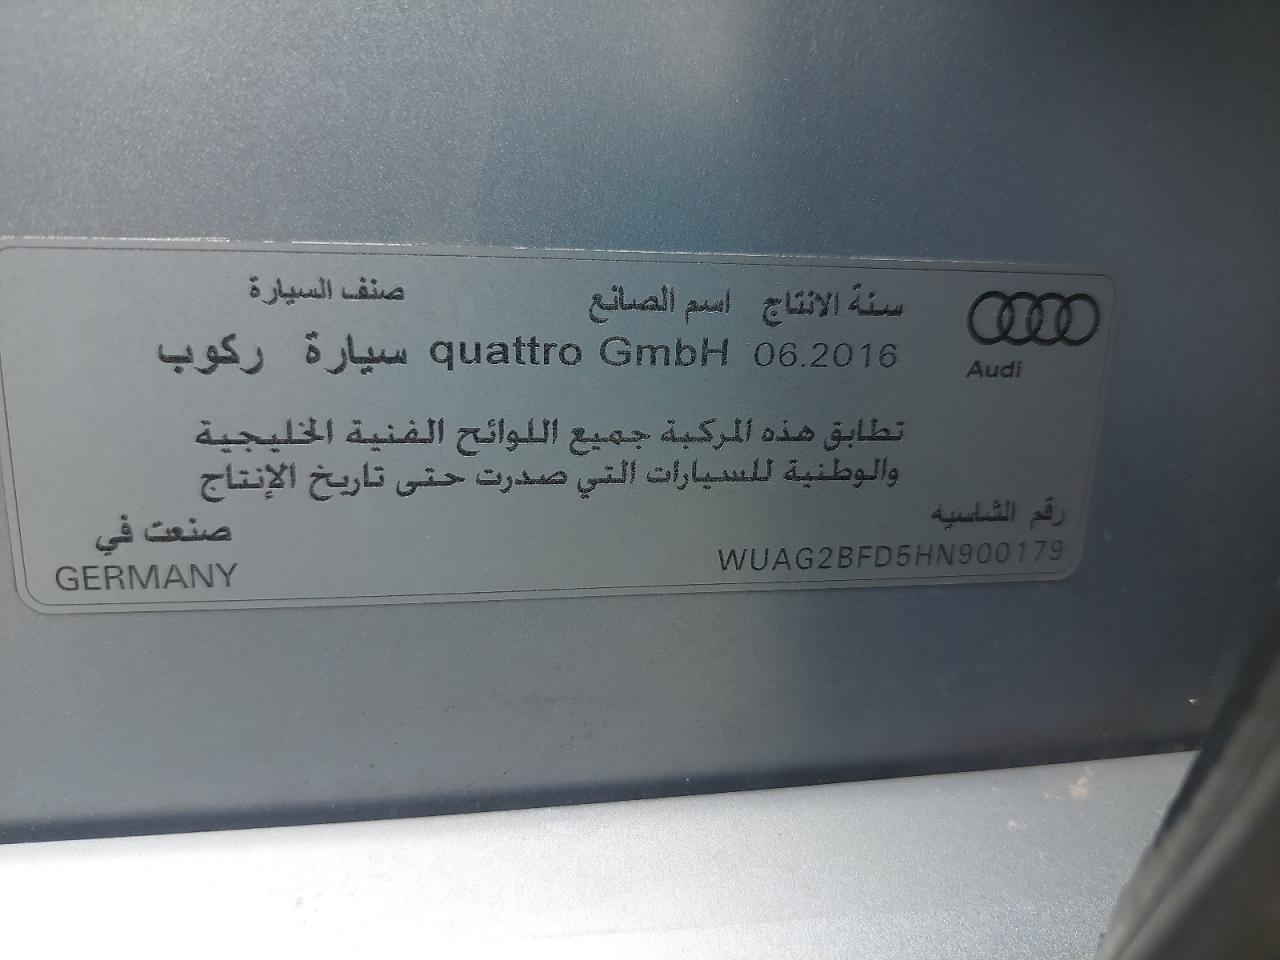 سنة الانتاج اسم الصانع صنف السيارة
06.2016 quattro GmbH سيارة ركوب
Audi
تطابق هذه المركبة جميع اللوائح الفنية الخليجية
والوطنية للسيارات التي صدرت حتى تاريخ الإنتاج
رقم الشاسيه
WUAG2BFD5HN900179
صنعت في
GERMANY